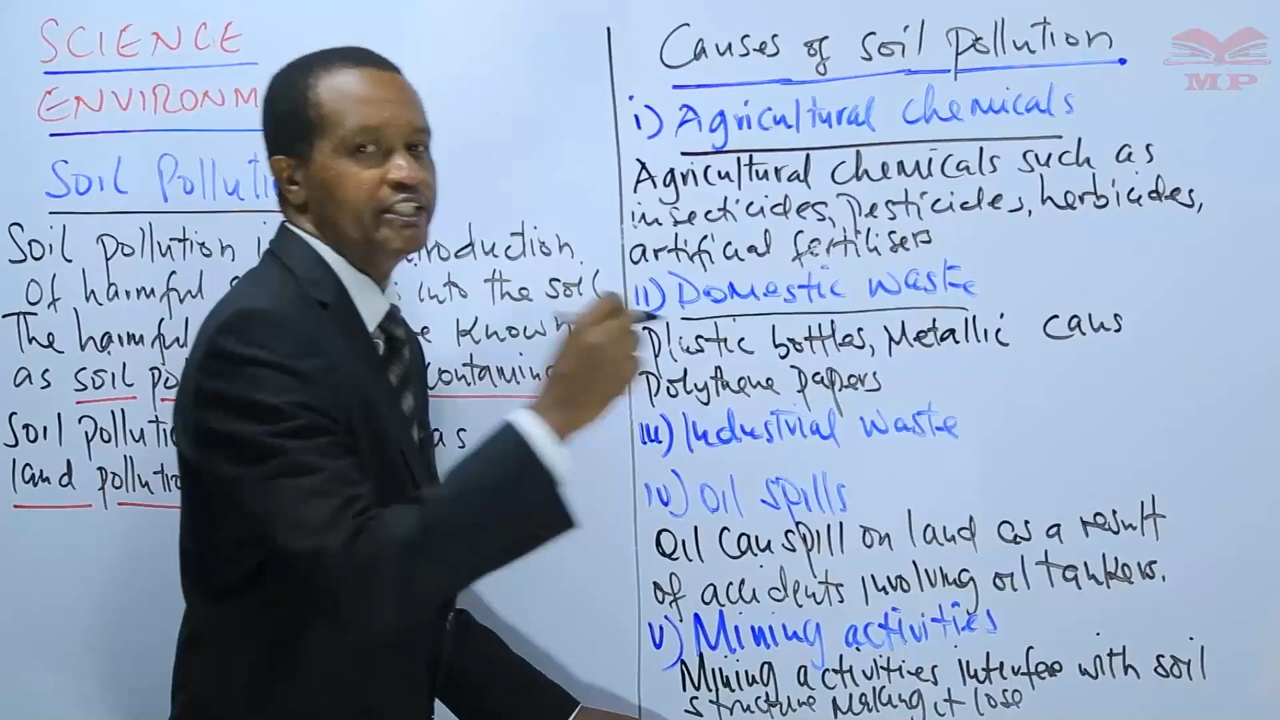 SCIENCE
ENVIRONM
Soil Polluti
Soil pollution i roduction
Of harmful into the soil
The harmful e known
as soil po contamin
Soil polluti as
land pollutio
Causes of soil pollution
i) Agricultural chemicals
Agricultural chemicals such as
insecticides, Pesticides, herbicides,
artificial fertilisers
ii) Domestic waste
Plastic bottles, Metallic cans
Polythene papers
iii) Industrial waste
iv) Oil spills
Oil can spill on land as a result
of accidents involving oil tankers.
v) Mining activities
Mining activities interfere with soil
structure making it lose
MP